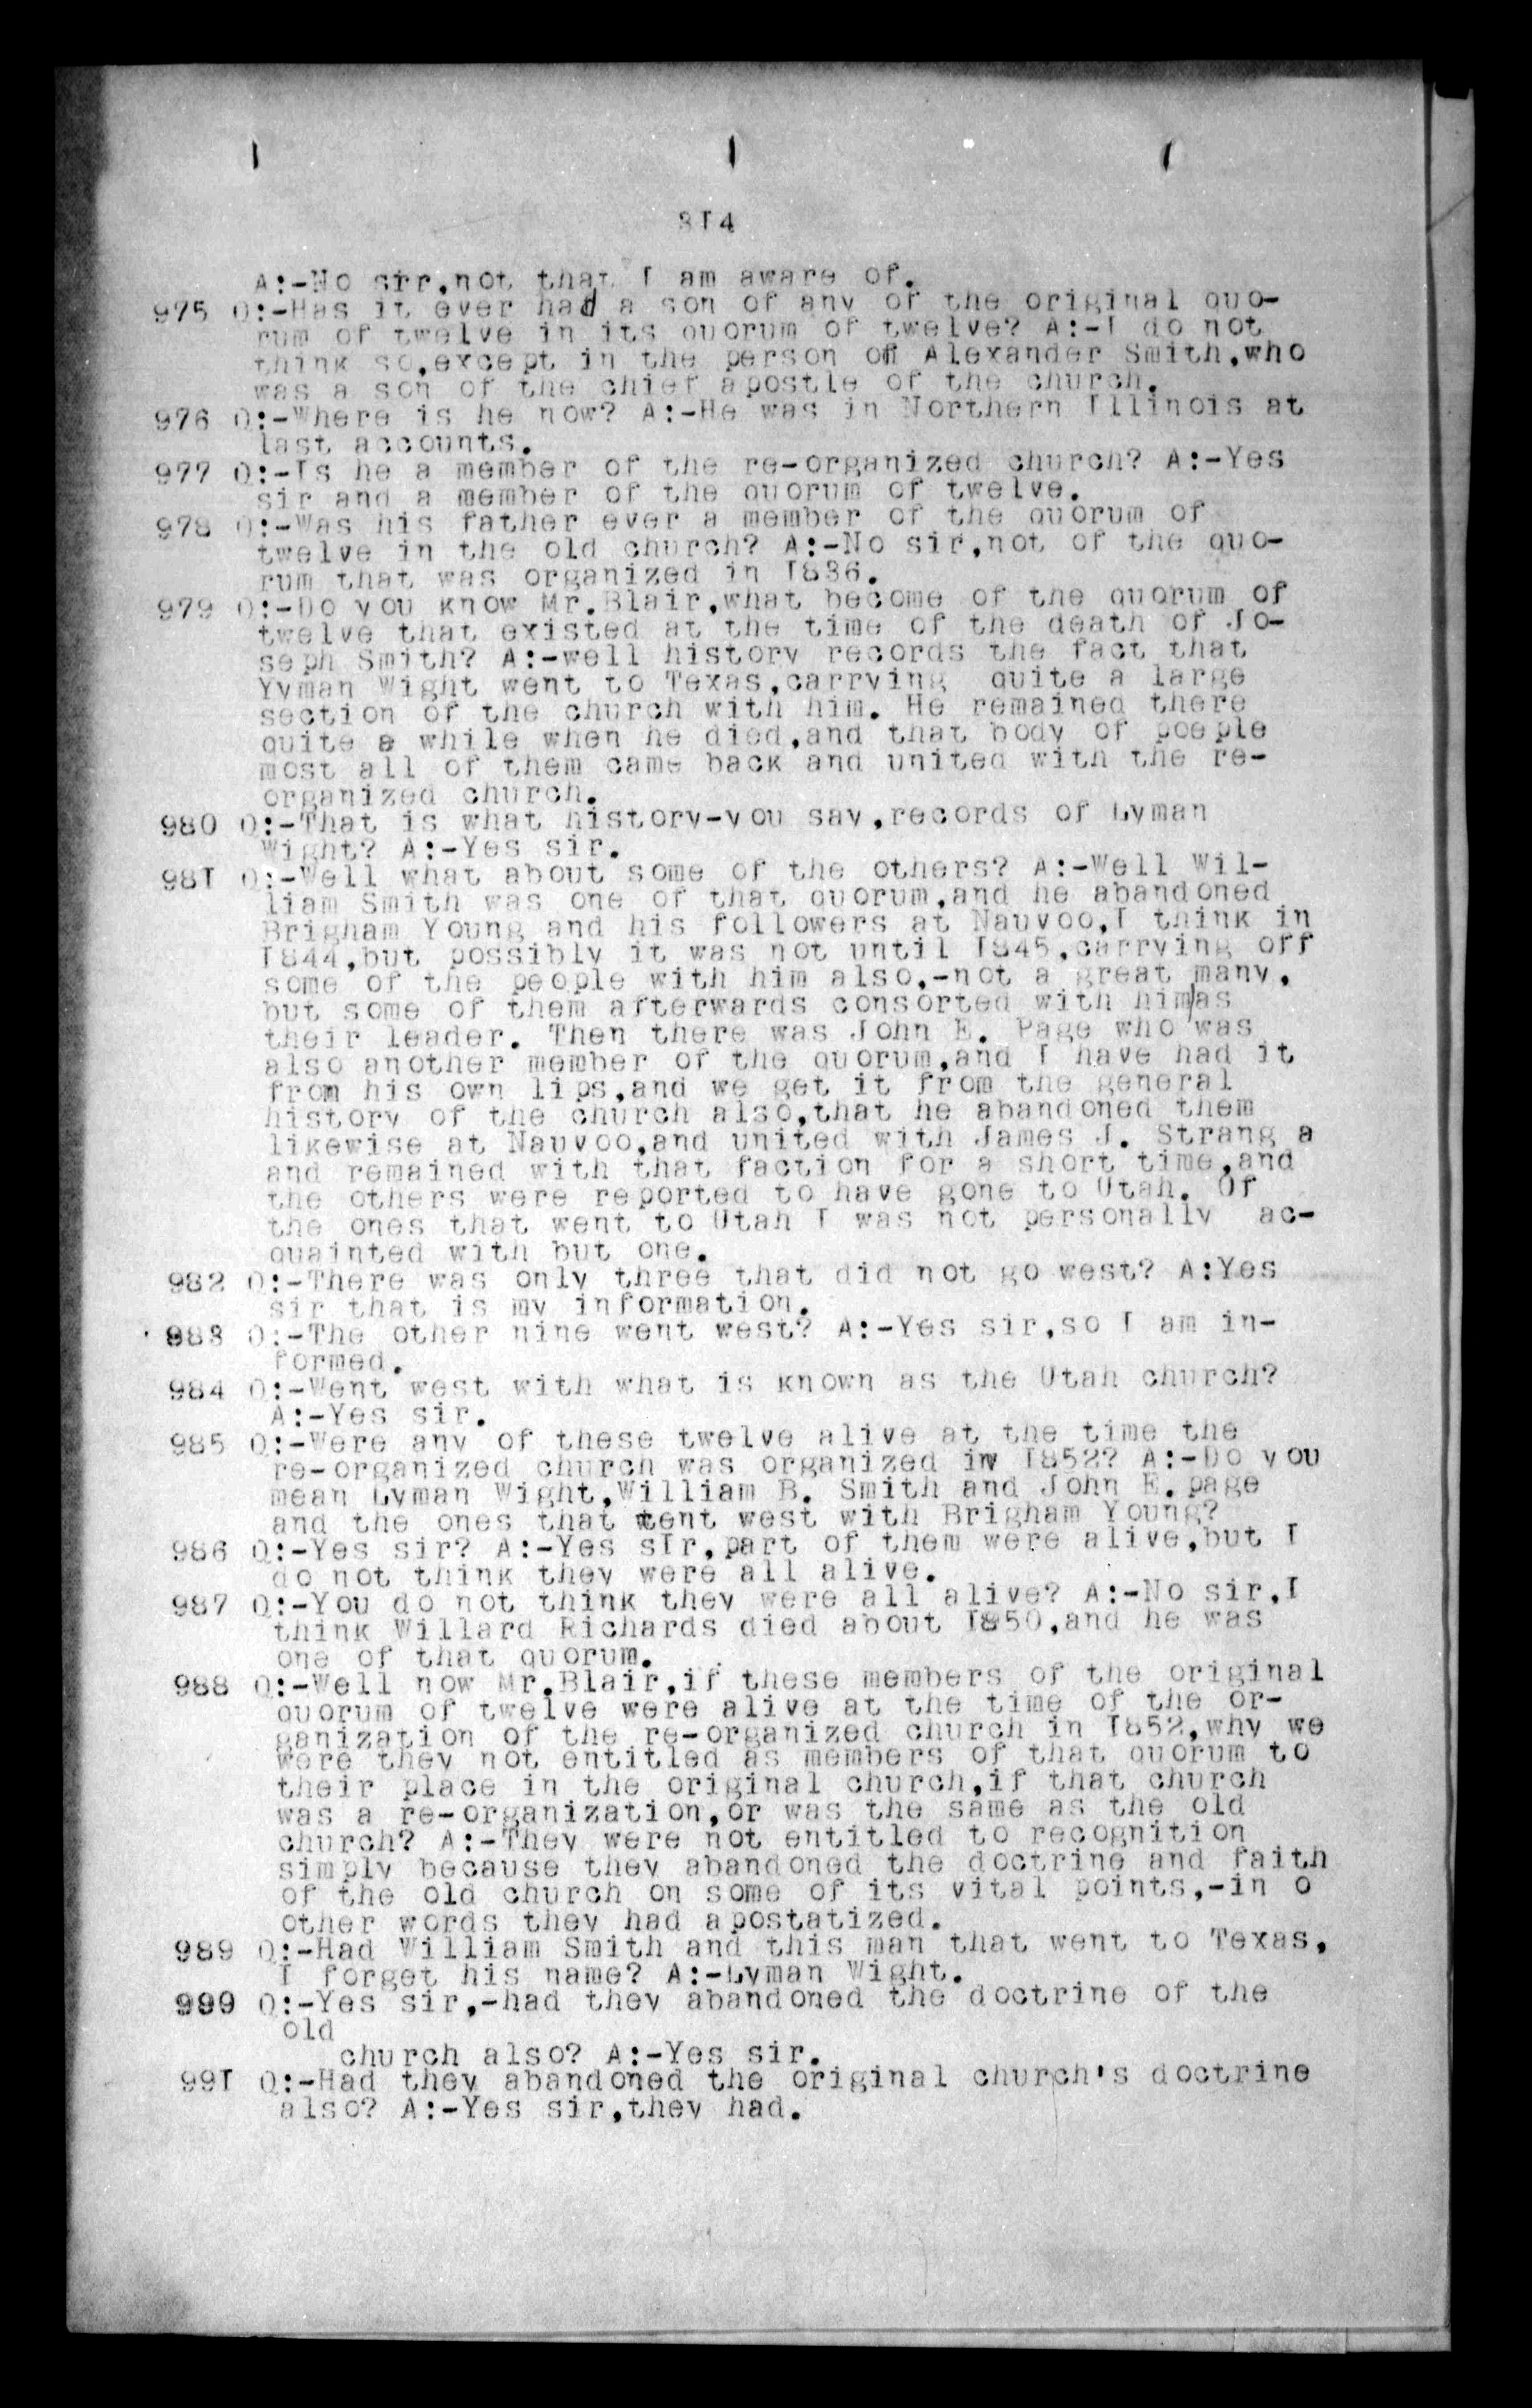 314
A:-No sir,not that I am aware of.
975 Q:-Has it ever had a son of any of the original quo-
rum of twelve in its quorum of twelve? A:-I do not
think so,except in the person of Alexander Smith,who
was a son of the chief apostle of the church.
976 Q:-Where is he now? A:-He was in Northern Illinois at
last accounts.
977 Q:-Is he a member of the re-organized church? A:-Yes
sir and a member of the quorum of twelve.
978 Q:-Was his father ever a member of the quorum of
twelve in the old church? A:-No sir,not of the quo-
rum that was organized in 1836.
979 Q:-Do you know Mr.Blair,what become of the quorum of
twelve that existed at the time of the death of Jo-
seph Smith? A:-well history records the fact that
Yyman Wight went to Texas,carrying quite a large
section of the church with him. He remained there
quite a while when he died,and that body of poeple
most all of them came back and united with the re-
organized church.
980 Q:-That is what history-you say,records of Lyman
Wight? A:-Yes sir.
981 Q:-Well what about some of the others? A:-Well Wil-
liam Smith was one of that quorum,and he abandoned
Brigham Young and his followers at Nauvoo,I think in
1844,but possibly it was not until 1845,carrying off
some of the people with him also,-not a great many,
but some of them afterwards consorted with him/as
their leader. Then there was John E. Page who was
also another member of the quorum,and I have had it
from his own lips,and we get it from the general
history of the church also,that he abandoned them
likewise at Nauvoo,and united with James J. Strang a
and remained with that faction for a short time,and
the others were reported to have gone to Utah. Of
the ones that went to Utah I was not personally ac-
quainted with but one.
982 Q:-There was only three that did not go west? A:Yes
sir that is my information.
983 Q:-The other nine went west? A:-Yes sir,so I am in-
formed.
984 Q:-Went west with what is known as the Utah church?
A:-Yes sir.
985 Q:-Were any of these twelve alive at the time the
re-organized church was organized in 1852? A:-Do you
mean Lyman Wight,William B. Smith and John E.page
and the ones that went west with Brigham Young?
986 Q:-Yes sir? A:-Yes sIr,part of them were alive,but I
do not think they were all alive.
987 Q:-You do not think they were all alive? A:-No sir,I
think Willard Richards died about 1850,and he was
one of that quorum.
988 Q:-Well now Mr.Blair,if these members of the original
quorum of twelve were alive at the time of the or-
ganization of the re-organized church in 1852,why we
were they not entitled as members of that quorum to
their place in the original church,if that church
was a re-organization,or was the same as the old
church? A:-They were not entitled to recognition
simply because they abandoned the doctrine and faith
of the old church on some of its vital points,-in o
other words they had apostatized.
989 Q:-Had William Smith and this man that went to Texas,
I forget his name? A:-Lyman Wight.
999 Q:-Yes sir,-had they abandoned the doctrine of the
old
church also? A:-Yes sir.
991 Q:-Had they abandoned the original church's doctrine
also? A:-Yes sir,they had.